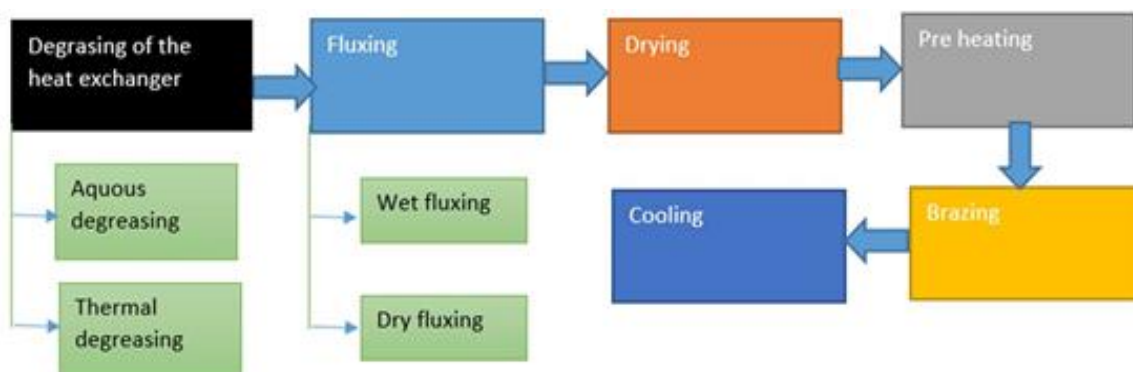 Degrasing of the
heat exchanger
Fluxing
Drying
Pre heating
Aquous
degreasing
Wet fluxing
Cooling
Brazing
Thermal
degreasing
Dry fluxing